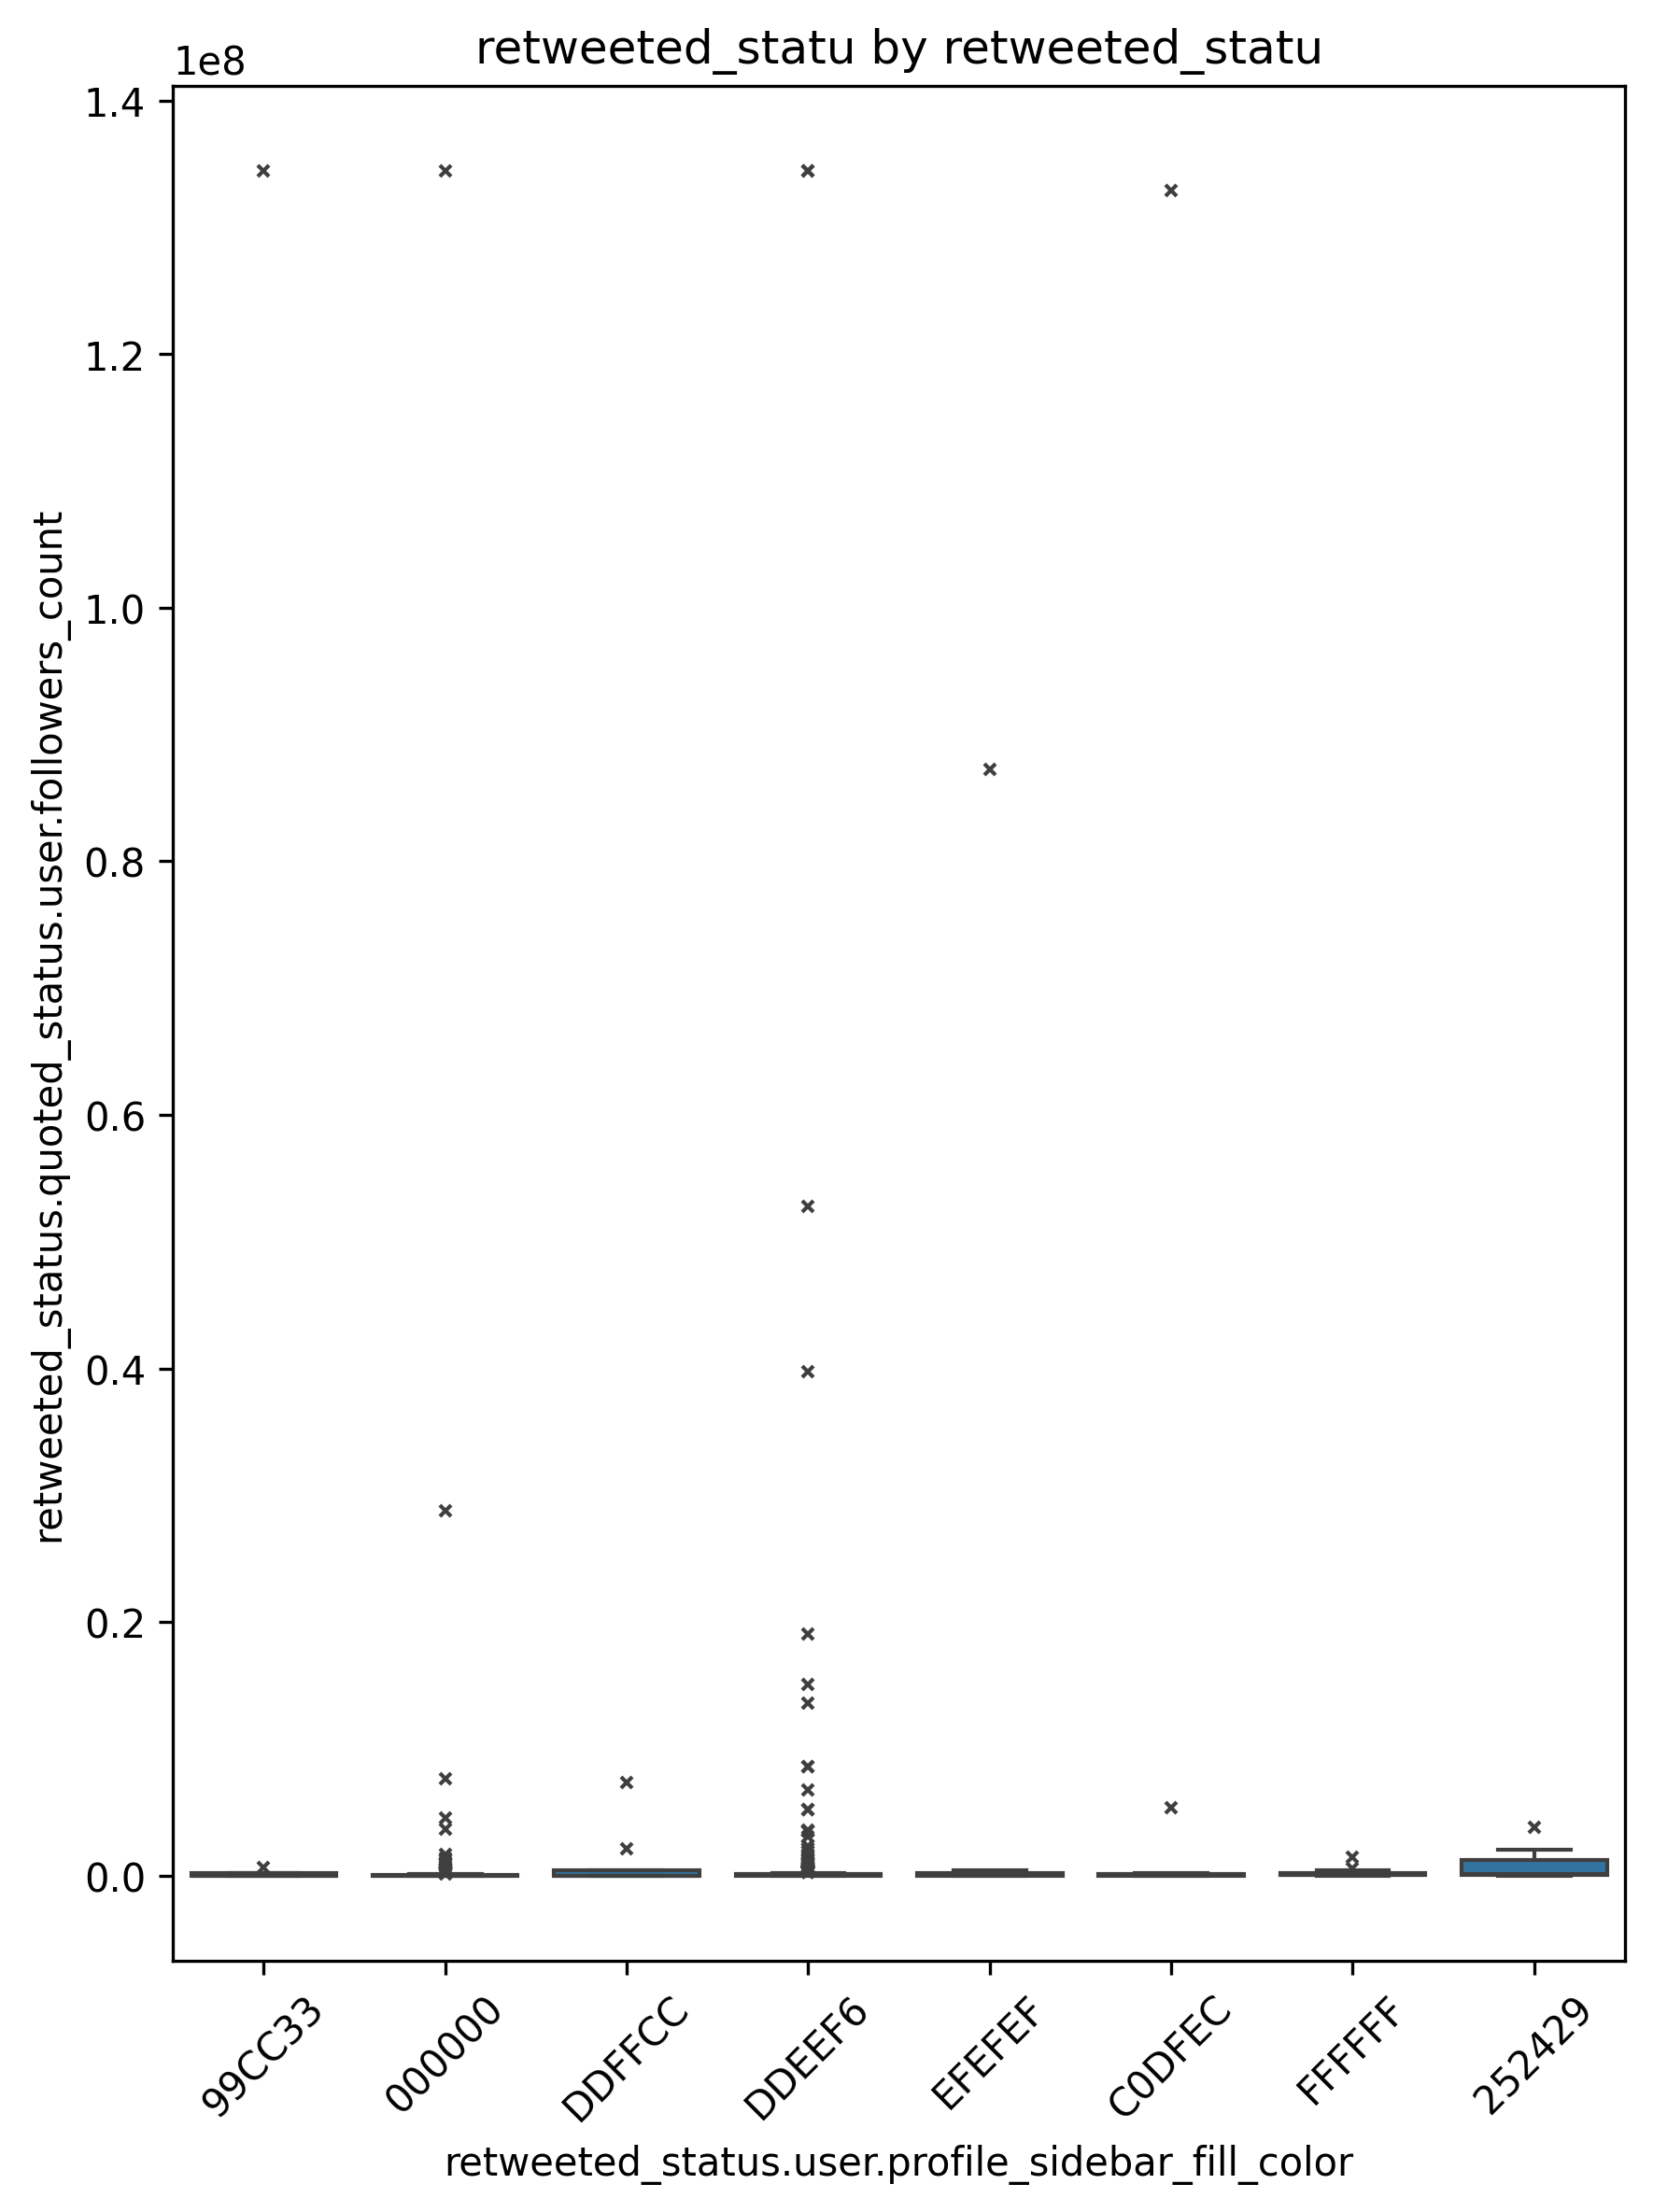 retweeted_statu by retweeted_statu
1e8
1.4
1.2
1.0
0.8
0.6
0.4
0.2
0.0
retweeted_status.quoted_status.user.followers_count
99CC33
000000
DDFFCC
DDEEF6
EFEFEF
C0DFEC
FFFFFF
252429
retweeted_status.user.profile_sidebar_fill_color